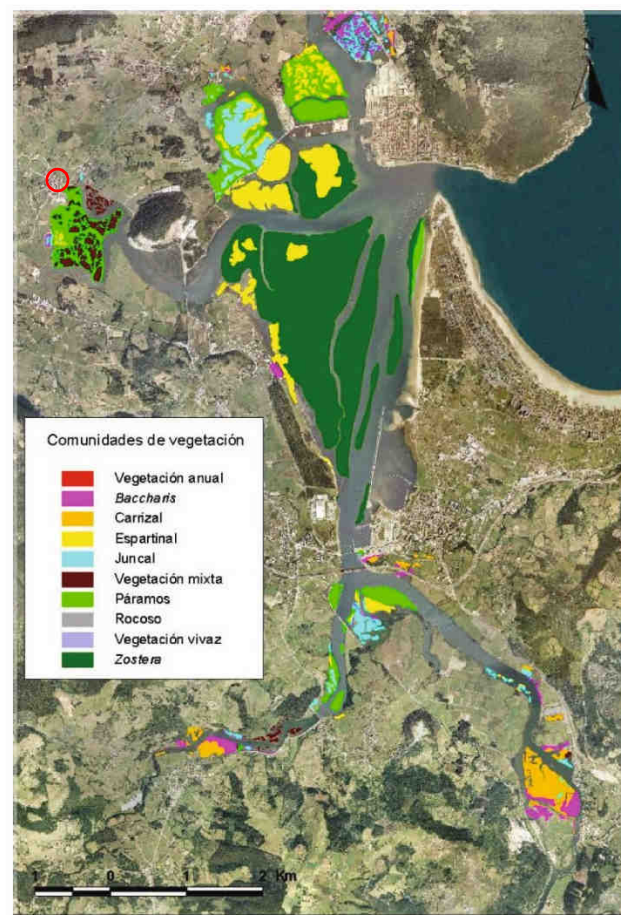 Comunidades de vegetación
Vegetación anual
Baccharis
Carrizal
Espartinal
Juncal
Vegetación mixta
Páramos
Rocoso
Vegetación vivaz
Zostera
1 0 1 2 Km